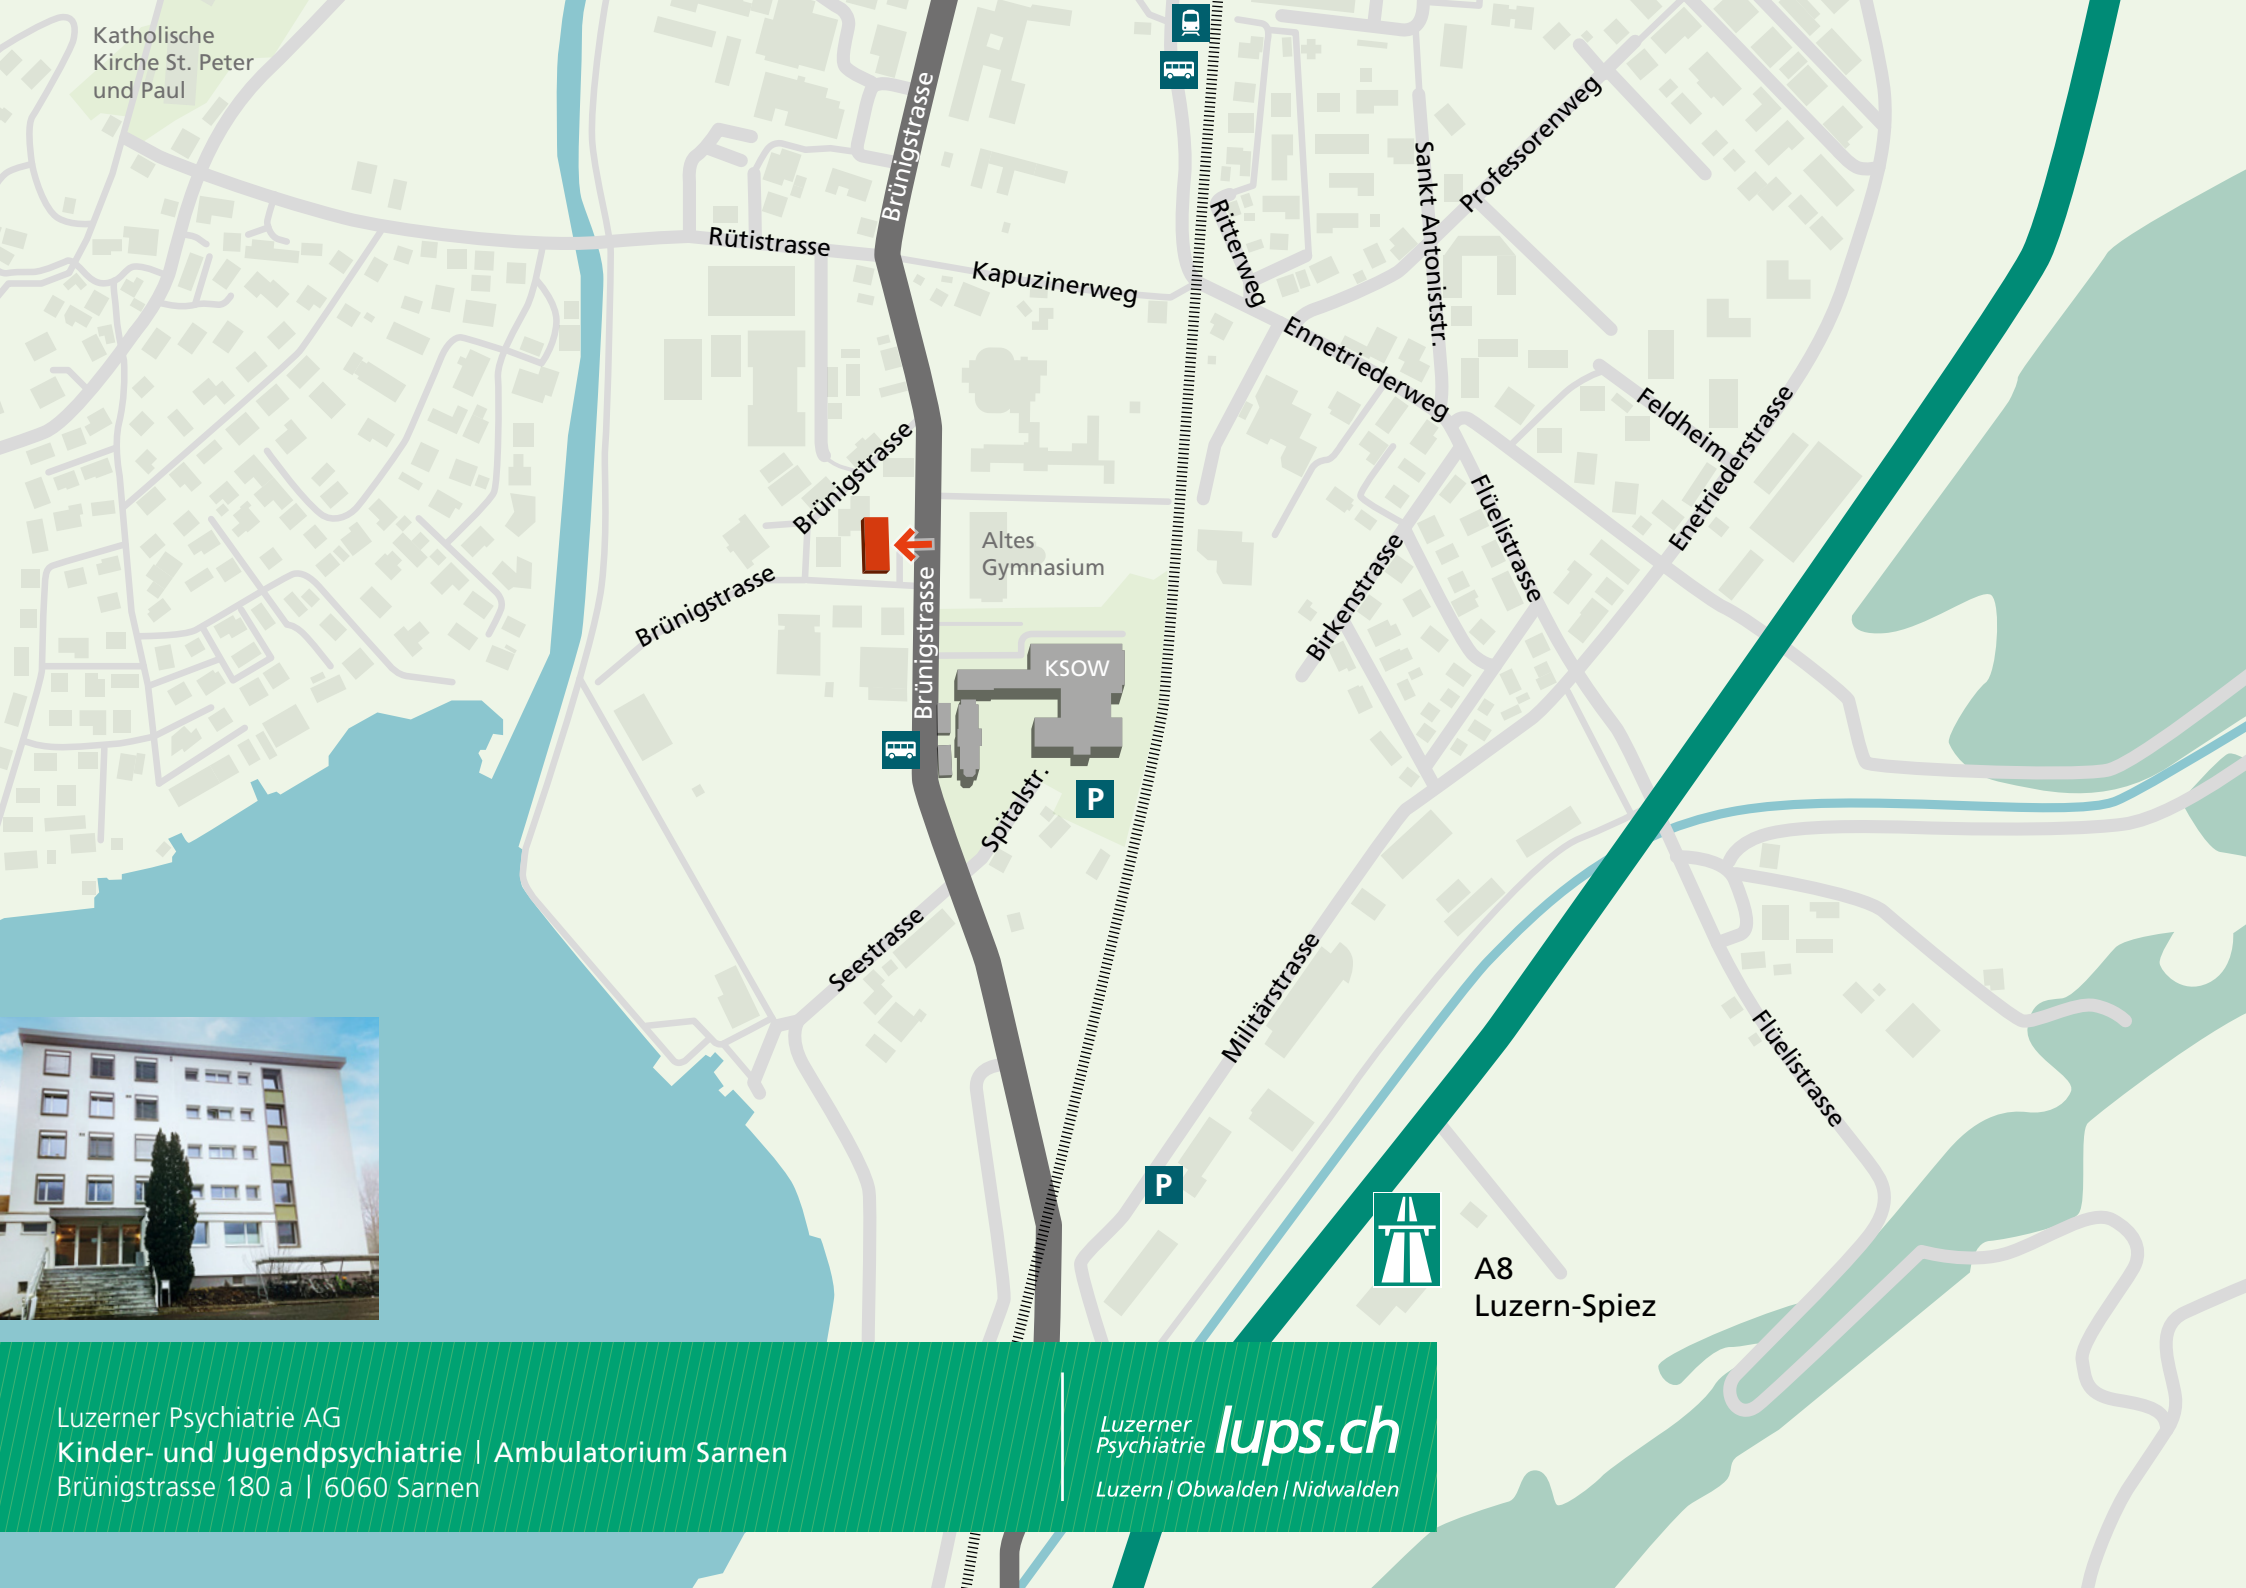 Katholische
Kirche St. Peter
und Paul
Brünigstrasse
Rütistrasse
Kapuzinerweg
Ritterweg
Sankt Antoniststr.
Professorenweg
Ennetriederweg
Feldheim
Enetriederstrasse
Brünigstrasse
Flüelistrasse
Birkenstrasse
Altes
Gymnasium
Brünigstrasse
Brünigstrasse
KSOW
P
Spitalstr.
Seestrasse
Militärstrasse
Flüelistrasse
P
A8
Luzern-Spiez
Luzerner Psychiatrie AG
Kinder- und Jugendpsychiatrie | Ambulatorium Sarnen
Brünigstrasse 180 a | 6060 Sarnen
Luzerner
Psychiatrie lups.ch
Luzern | Obwalden | Nidwalden